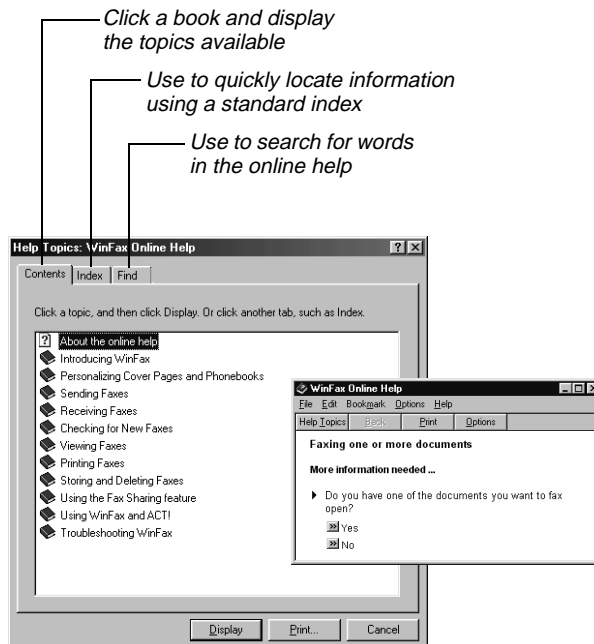 Click a book and display
the topics available
Use to quickly locate information
using a standard index
Use to search for words
in the online help
Help Topics: WinFax Online Help
Contents Index Find
Click a topic, and then click Display. Or click another tab, such as Index.
About the online help
Introducing WinFax
Personalizing Cover Pages and Phonebooks
Sending Faxes
Receiving Faxes
Checking for New Faxes
Viewing Faxes
Printing Faxes
Storing and Deleting Faxes
Using the Fax Sharing feature
Using WinFax and ACT!
Troubleshooting WinFax
Display Print... Cancel
WinFax Online Help
File Edit Bookmark Options Help
Help Topics Back Print Options
Faxing one or more documents
More information needed ...
Do you have one of the documents you want to fax
open?
Yes
No